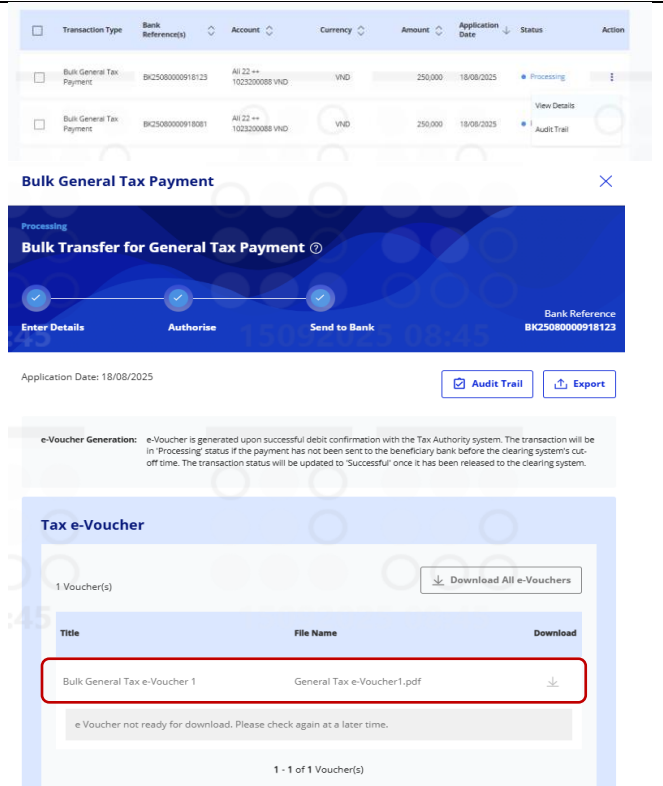 Transaction Type Bank Reference(s) Account Currency Amount Application Date Status Action
Bulk General Tax Payment BK25080000918123 Ali 22 ↔ 1023200088 VND VND 250,000 18/08/2025 Processing
View Details
Bulk General Tax Payment BK25080000918081 Ali 22 ↔ 1023200088 VND VND 250,000 18/08/2025
Audit Trail
Bulk General Tax Payment
Processing
Bulk Transfer for General Tax Payment
Enter Details Authorise Send to Bank
Bank Reference
BK25080000918123
:45 15092025 08:45
Application Date: 18/08/2025
Audit Trail Export
e-Voucher Generation: e-Voucher is generated upon successful debit confirmation with the Tax Authority system. The transaction will be
in 'Processing' status if the payment has not been sent to the beneficiary bank before the clearing system's cut-
off time. The transaction status will be updated to 'Successful' once it has been released to the clearing system.
Tax e-Voucher
1 Voucher(s) Download All e-Vouchers
:45
Title File Name Download
Bulk General Tax e-Voucher 1 General Tax e-Voucher1.pdf
e Voucher not ready for download. Please check again at a later time.
1 - 1 of 1 Voucher(s)